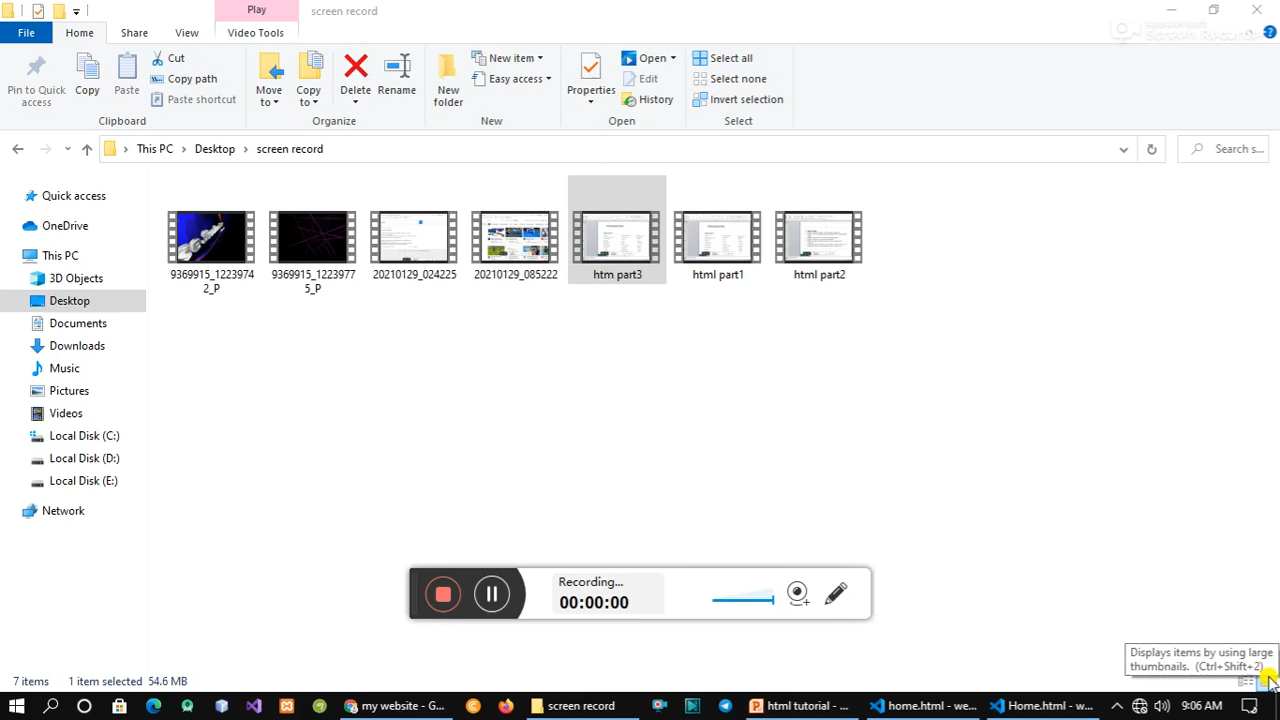 Play
screen record
File
Home
Share
View
Video Tools
Pin to Quick
access
Copy
Paste
Cut
Copy path
Paste shortcut
Clipboard
Move
to
Copy
to
Delete
Rename
Organize
New
folder
New item
Easy access
New
Properties
Open
Edit
History
Open
Select all
Select none
Invert selection
Select
This PC
Desktop
screen record
Search s...
Quick access
OneDrive
This PC
3D Objects
Desktop
Documents
Downloads
Music
Pictures
Videos
Local Disk (C:)
Local Disk (D:)
Local Disk (E:)
Network
9369915_1223974
2_P
9369915_1223977
5_P
20210129_024225
20210129_085222
htm part3
html part1
html part2
Recording...
00:00:00
Displays items by using large
thumbnails. (Ctrl+Shift+2)
7 items
1 item selected 54.6 MB
my website - G...
screen record
html tutorial - ...
home.html - we...
Home.html - w...
9:06 AM